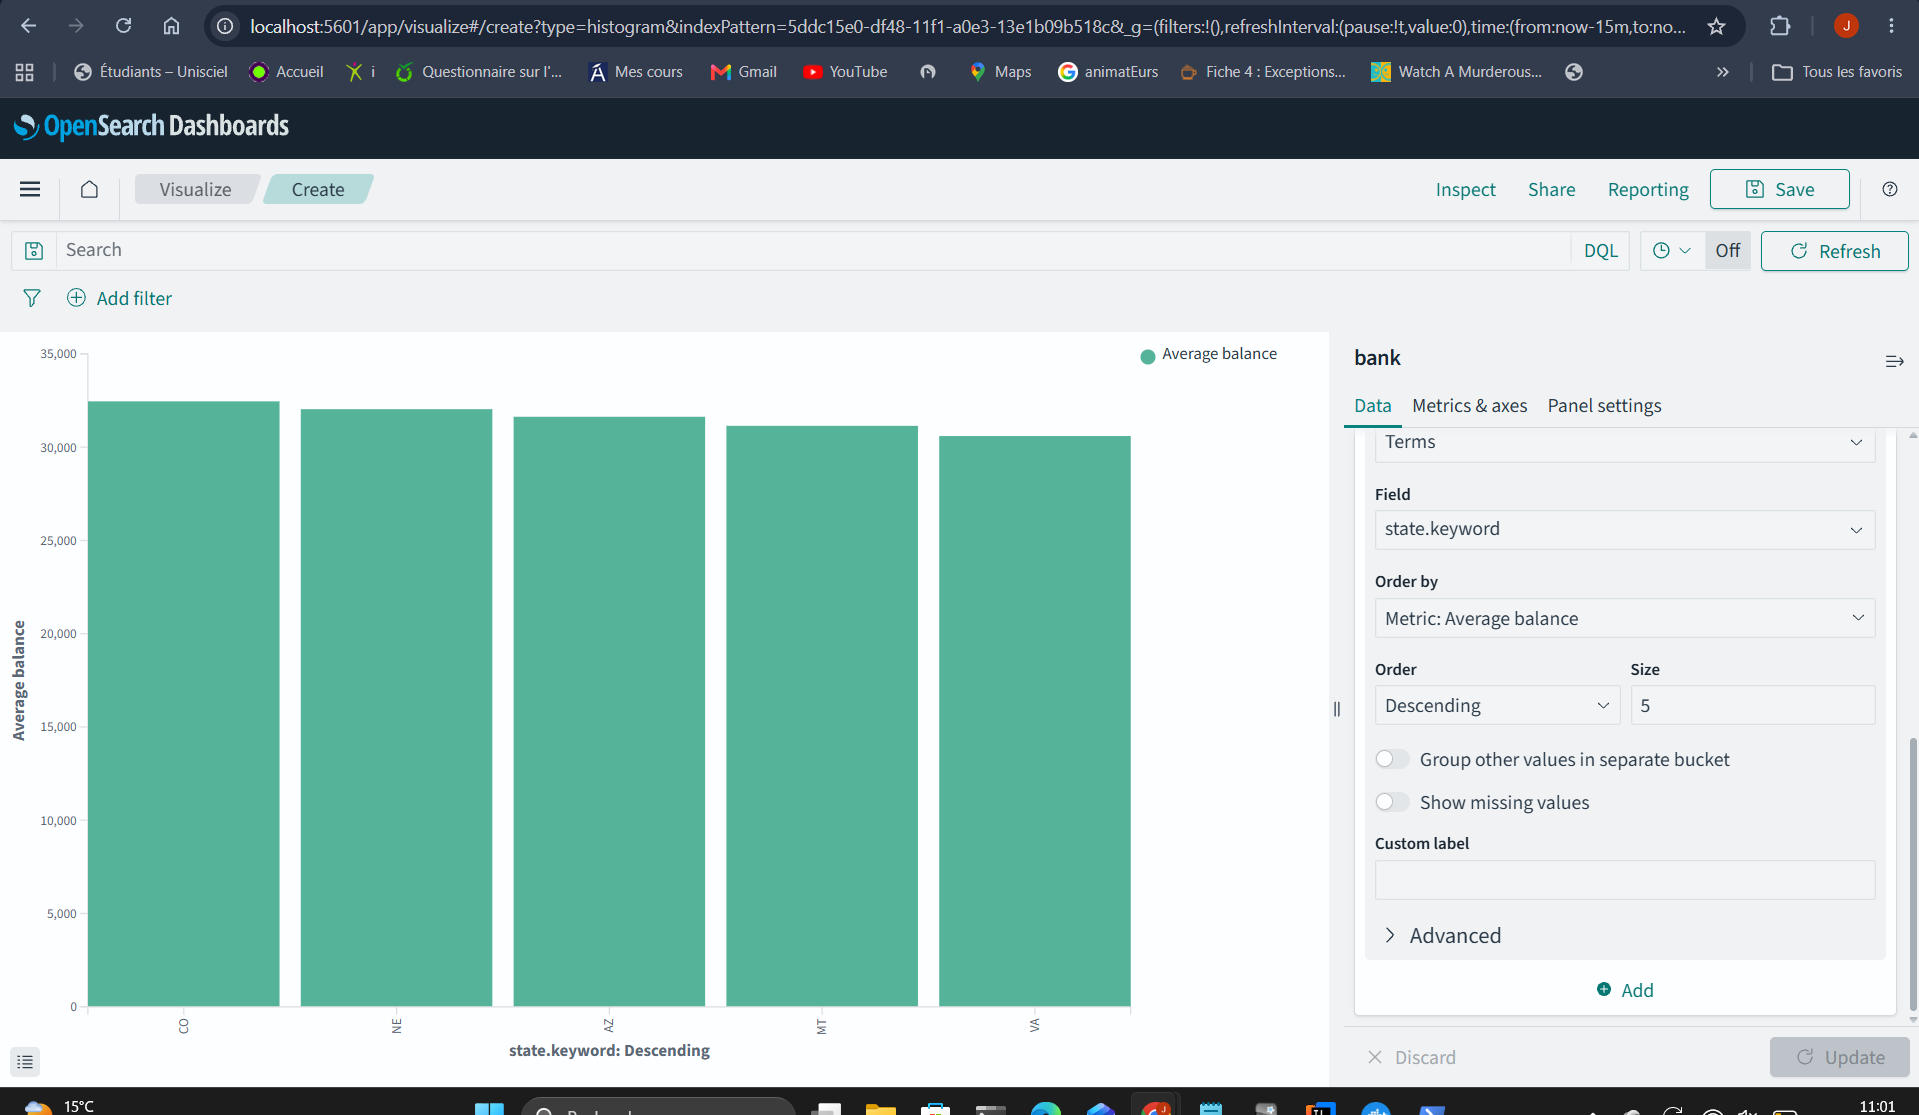 localhost:5601/app/visualize#/create?type=histogram&indexPattern=5ddc15e0-df48-11f1-a0e3-13e1b09b518c&_g=(filters:!(),refreshInterval:(pause:!t,value:0),time:(from:now-15m,to:no...
J
Étudiants – Unisciel
Accueil
i
Questionnaire sur l'...
Mes cours
Gmail
YouTube
Maps
animatEurs
Fiche 4 : Exceptions...
Watch A Murderous...
Tous les favoris
OpenSearch Dashboards
Visualize
Create
Inspect
Share
Reporting
Save
Search
DQL
Off
Refresh
Add filter
35,000
30,000
25,000
20,000
15,000
10,000
5,000
0
Average balance
Average balance
CO
NE
AZ
MT
VA
state.keyword: Descending
bank
Data
Metrics & axes
Panel settings
Terms
Field
state.keyword
Order by
Metric: Average balance
Order
Size
Descending
5
Group other values in separate bucket
Show missing values
Custom label
Advanced
Add
Discard
Update
15°C
11:01